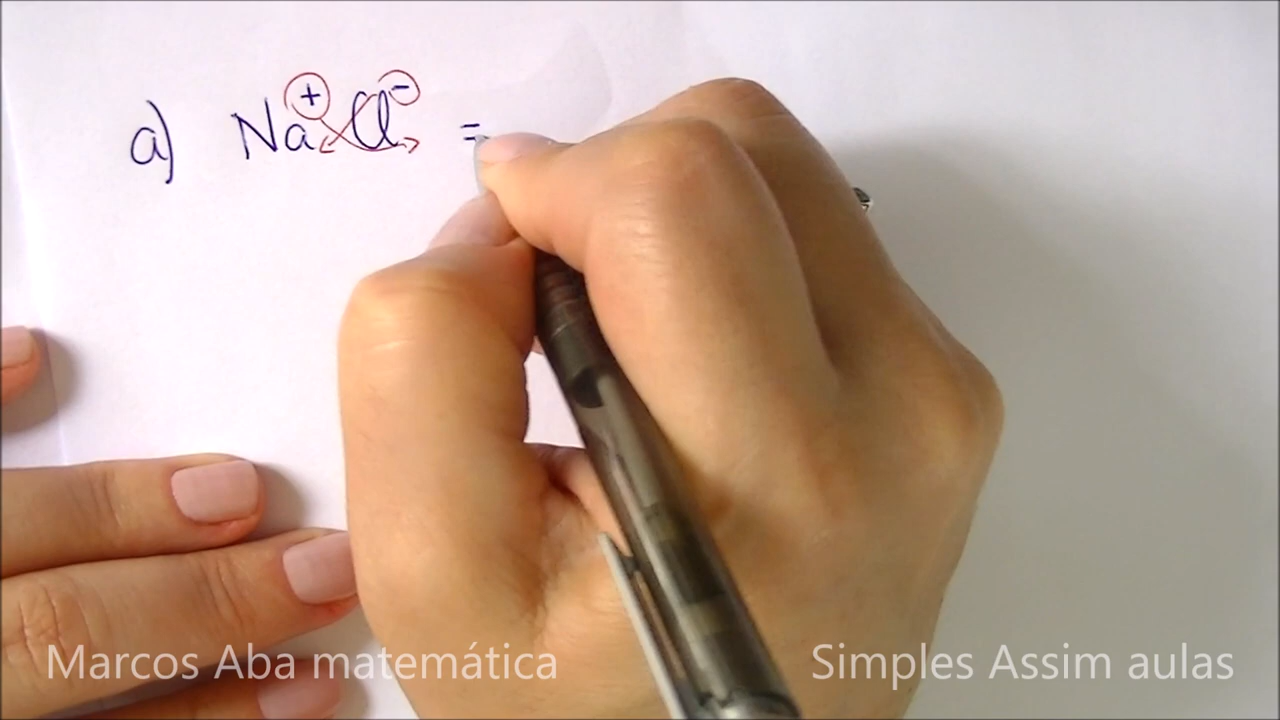 a) Na⁺ Cl⁻ =
Marcos Aba matemática
Simples Assim aulas